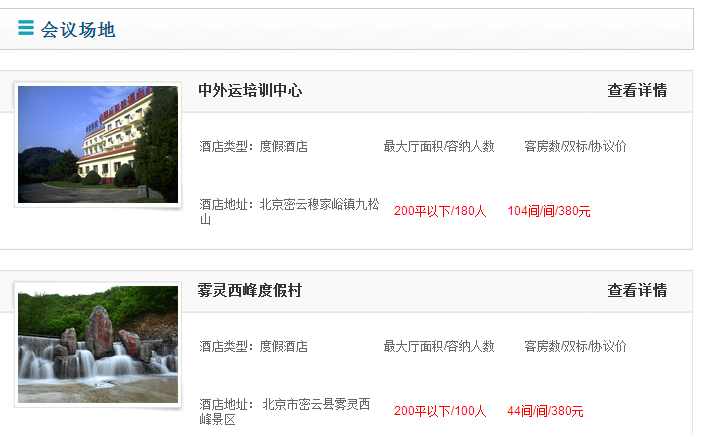 会议场地
中外运培训中心 查看详情
酒店类型：度假酒店 最大厅面积/容纳人数 客房数/双标/协议价
酒店地址：北京密云穆家峪镇九松
山
200平以下/180人 104间/间/380元
雾灵西峰度假村 查看详情
酒店类型：度假酒店 最大厅面积/容纳人数 客房数/双标/协议价
酒店地址： 北京市密云县雾灵西
峰景区
200平以下/100人 44间/间/380元